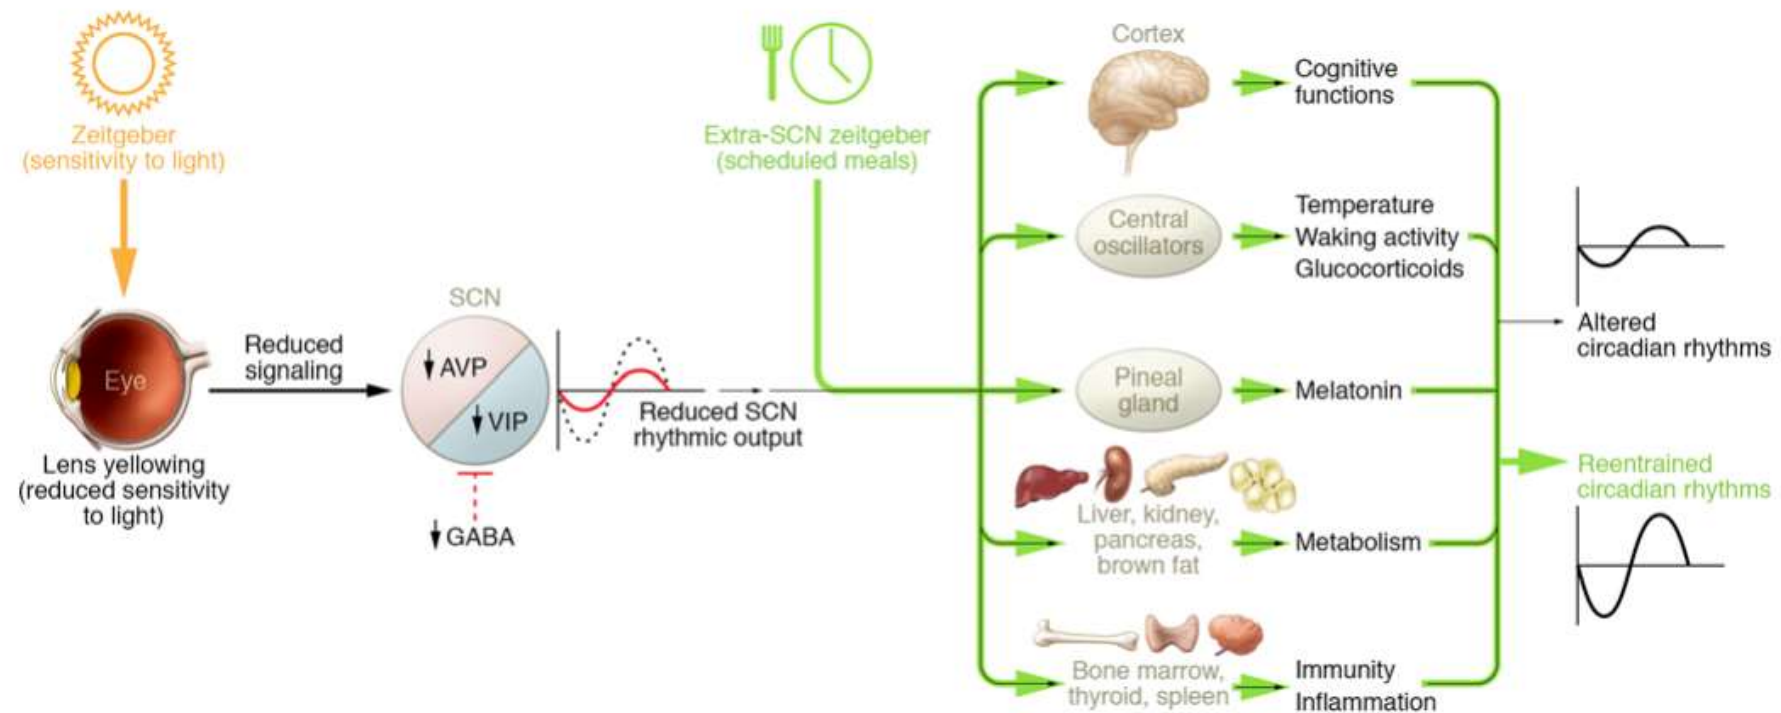 Zeitgeber
(sensitivity to light)
Eye
Lens yellowing
(reduced sensitivity
to light)
Reduced
signaling
SCN
↓ AVP
↓ VIP
↓ GABA
Reduced SCN
rhythmic output
Extra-SCN zeitgeber
(scheduled meals)
Cortex
Cognitive
functions
Central
oscillators
Temperature
Waking activity
Glucocorticoids
Pineal
gland
Melatonin
Liver, kidney,
pancreas,
brown fat
Metabolism
Bone marrow,
thyroid, spleen
Immunity
Inflammation
Altered
circadian rhythms
Reentrained
circadian rhythms